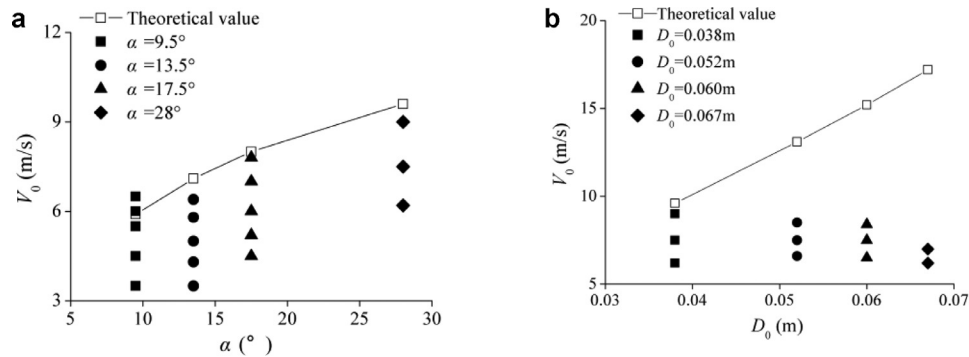 a
Theoretical value
α =9.5°
α =13.5°
α =17.5°
α =28°
12
9
6
3
V0 (m/s)
5 10 15 20 25 30
α (°)
b
Theoretical value
D0=0.038m
D0=0.052m
D0=0.060m
D0=0.067m
20
15
10
5
V0 (m/s)
0.03 0.04 0.05 0.06 0.07
D0 (m)